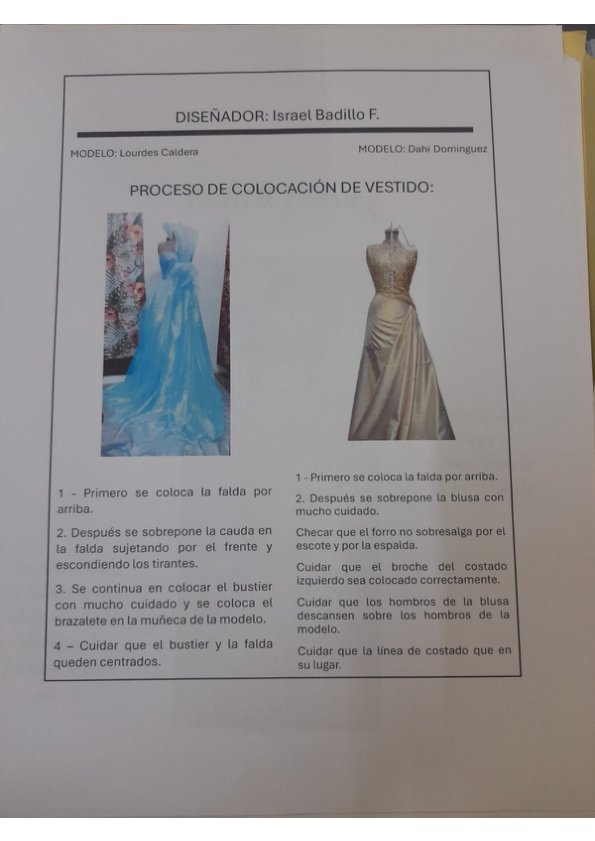 DISEÑADOR: Israel Badillo F.
MODELO: Lourdes Caldera
MODELO: Dahi Dominguez
PROCESO DE COLOCACIÓN DE VESTIDO:
1 - Primero se coloca la falda por
arriba.
2. Después se sobrepone la cauda en
la falda sujetando por el frente y
escondiendo los tirantes.
3. Se continua en colocar el bustier
con mucho cuidado y se coloca el
brazalete en la muñeca de la modelo.
4 – Cuidar que el bustier y la falda
queden centrados.
1 - Primero se coloca la falda por arriba.
2. Después se sobrepone la blusa con
mucho cuidado.
Checar que el forro no sobresalga por el
escote y por la espalda.
Cuidar que el broche del costado
izquierdo sea colocado correctamente.
Cuidar que los hombros de la blusa
descansen sobre los hombros de la
modelo.
Cuidar que la línea de costado que en
su lugar.